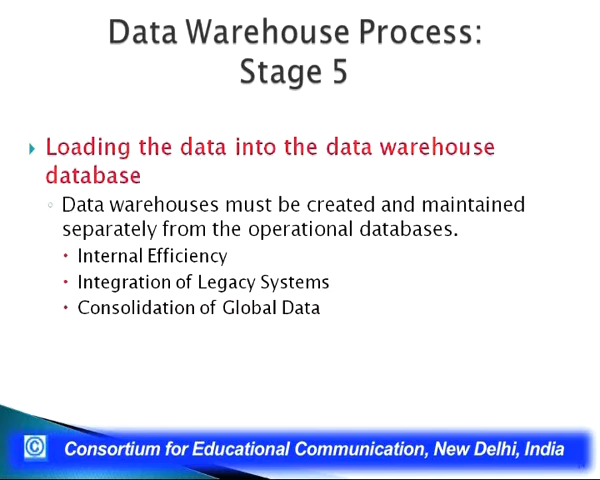 Data Warehouse Process:
Stage 5
Loading the data into the data warehouse
database
Data warehouses must be created and maintained
separately from the operational databases.
Internal Efficiency
Integration of Legacy Systems
Consolidation of Global Data
© Consortium for Educational Communication, New Delhi, India